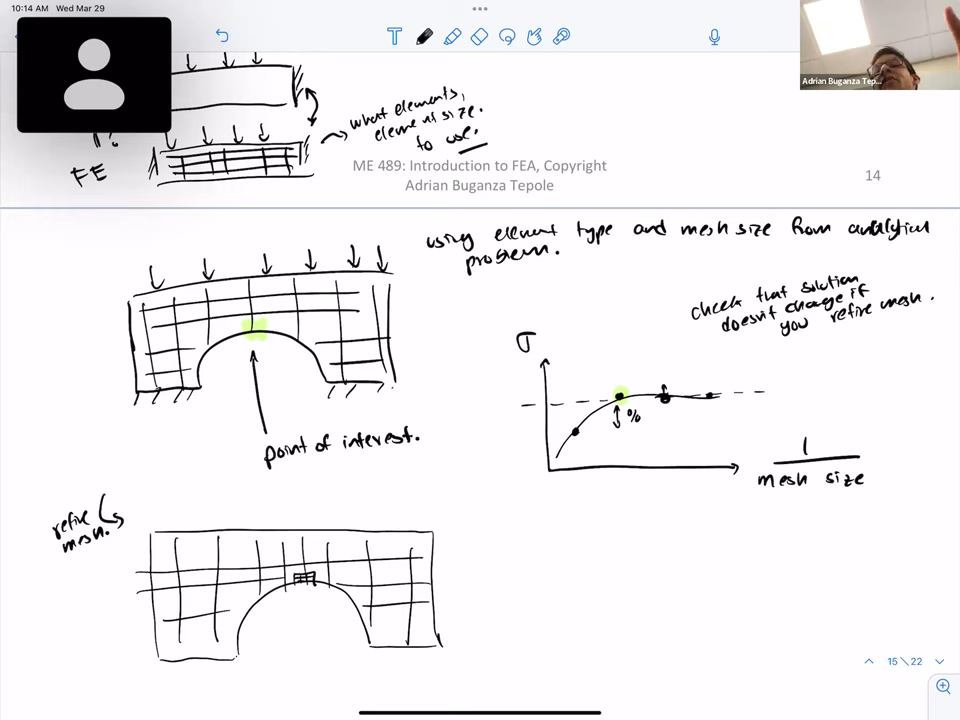 10:14 AM Wed Mar 29
T
Adrian Buganza Tep...
what elements,
element size.
to use.
FE
ME 489: Introduction to FEA, Copyright
Adrian Buganza Tepole
14
using element type and mesh size from analytical
problem.
check that solution
doesn't change if
you refine mesh.
σ
%
point of interest.
1
mesh size
refine
mesh.
15\22